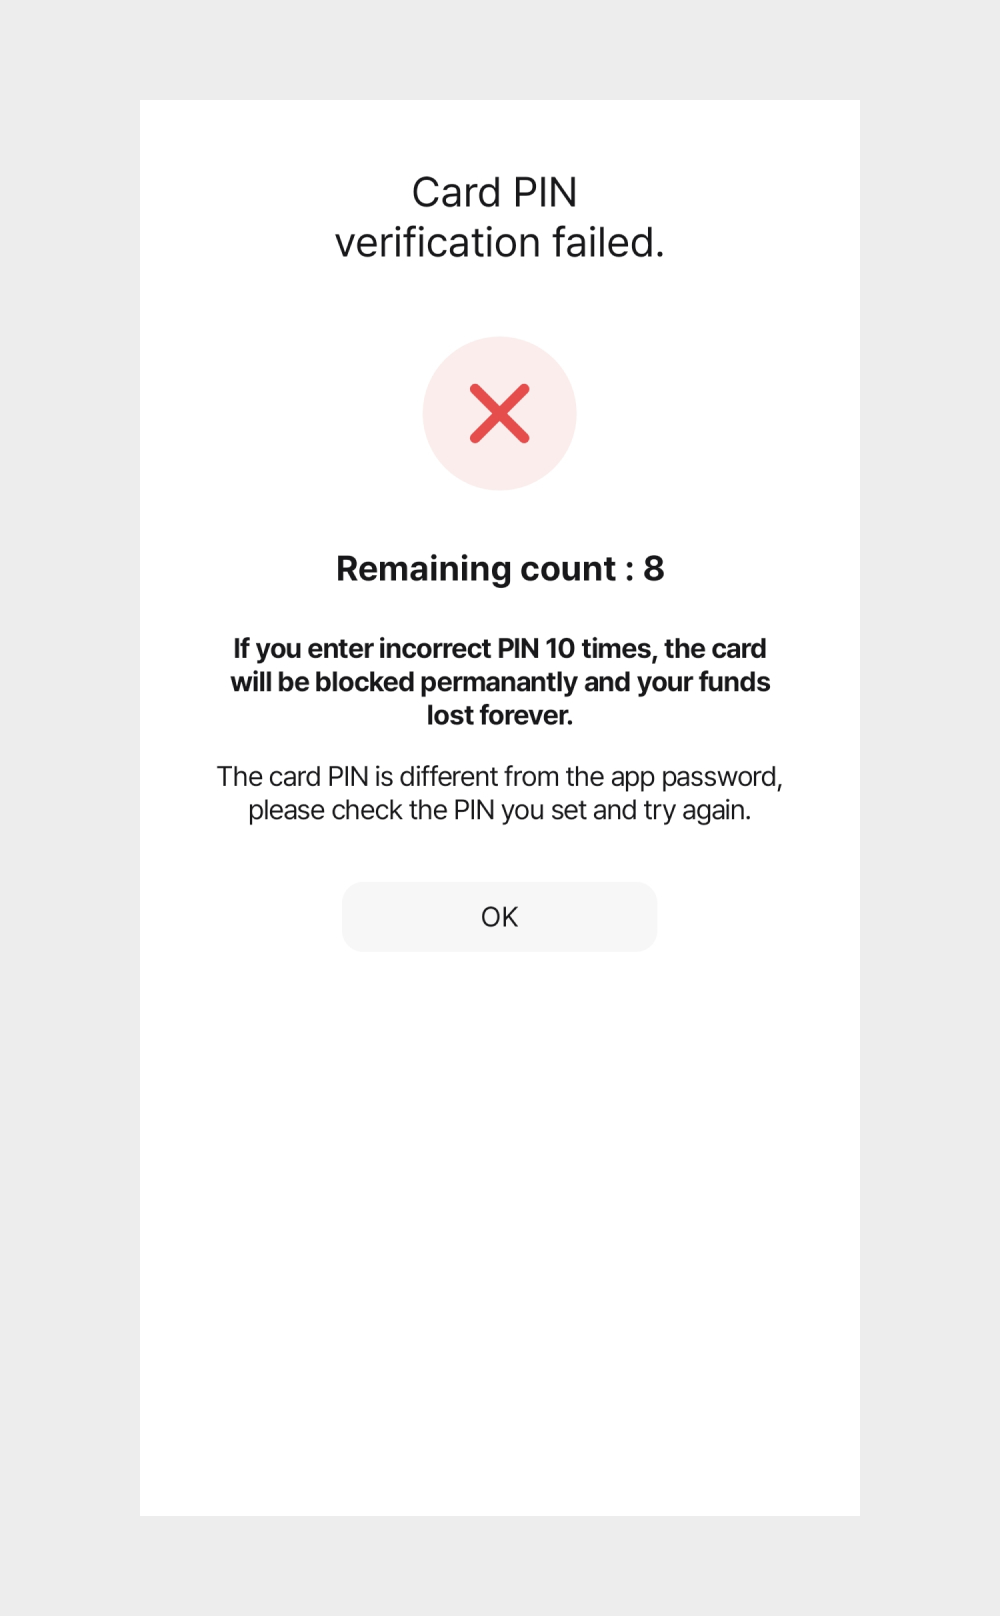 Card PIN
verification failed.
Remaining count : 8
If you enter incorrect PIN 10 times, the card
will be blocked permanantly and your funds
lost forever.
The card PIN is different from the app password,
please check the PIN you set and try again.
OK